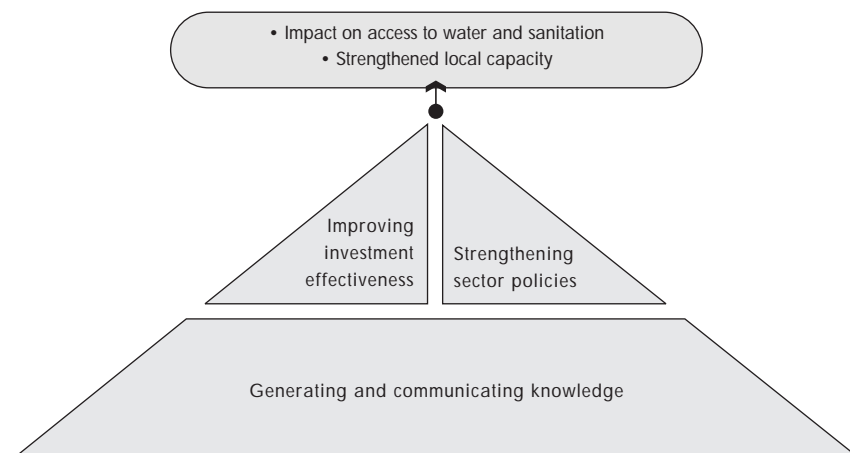 • Impact on access to water and sanitation
• Strengthened local capacity
Improving
investment
effectiveness
Strengthening
sector policies
Generating and communicating knowledge